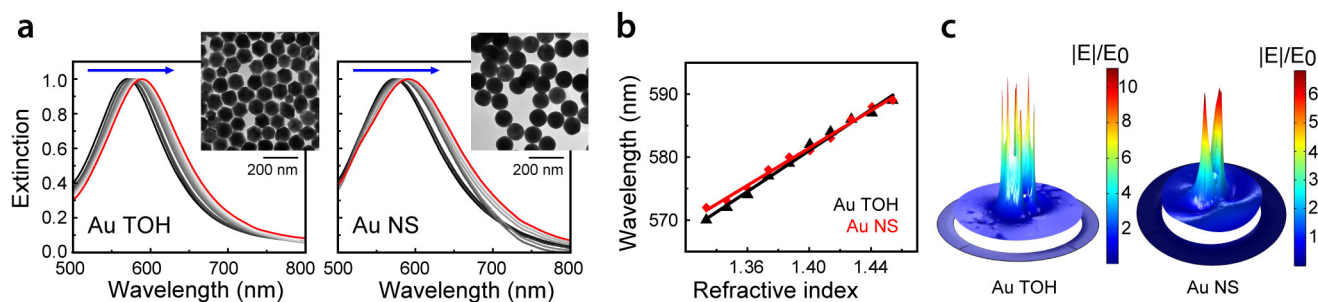 a
Extinction
1.0
0.8
0.6
0.4
0.2
0.0
Au TOH
200 nm
500
600
700
800
Wavelength (nm)
Au NS
200 nm
500
600
700
800
Wavelength (nm)
b
Wavelength (nm)
590
580
570
Au TOH
Au NS
1.36
1.40
1.44
Refractive index
c
|E|/E0
10
8
6
4
2
Au TOH
|E|/E0
6
5
4
3
2
1
0
Au NS